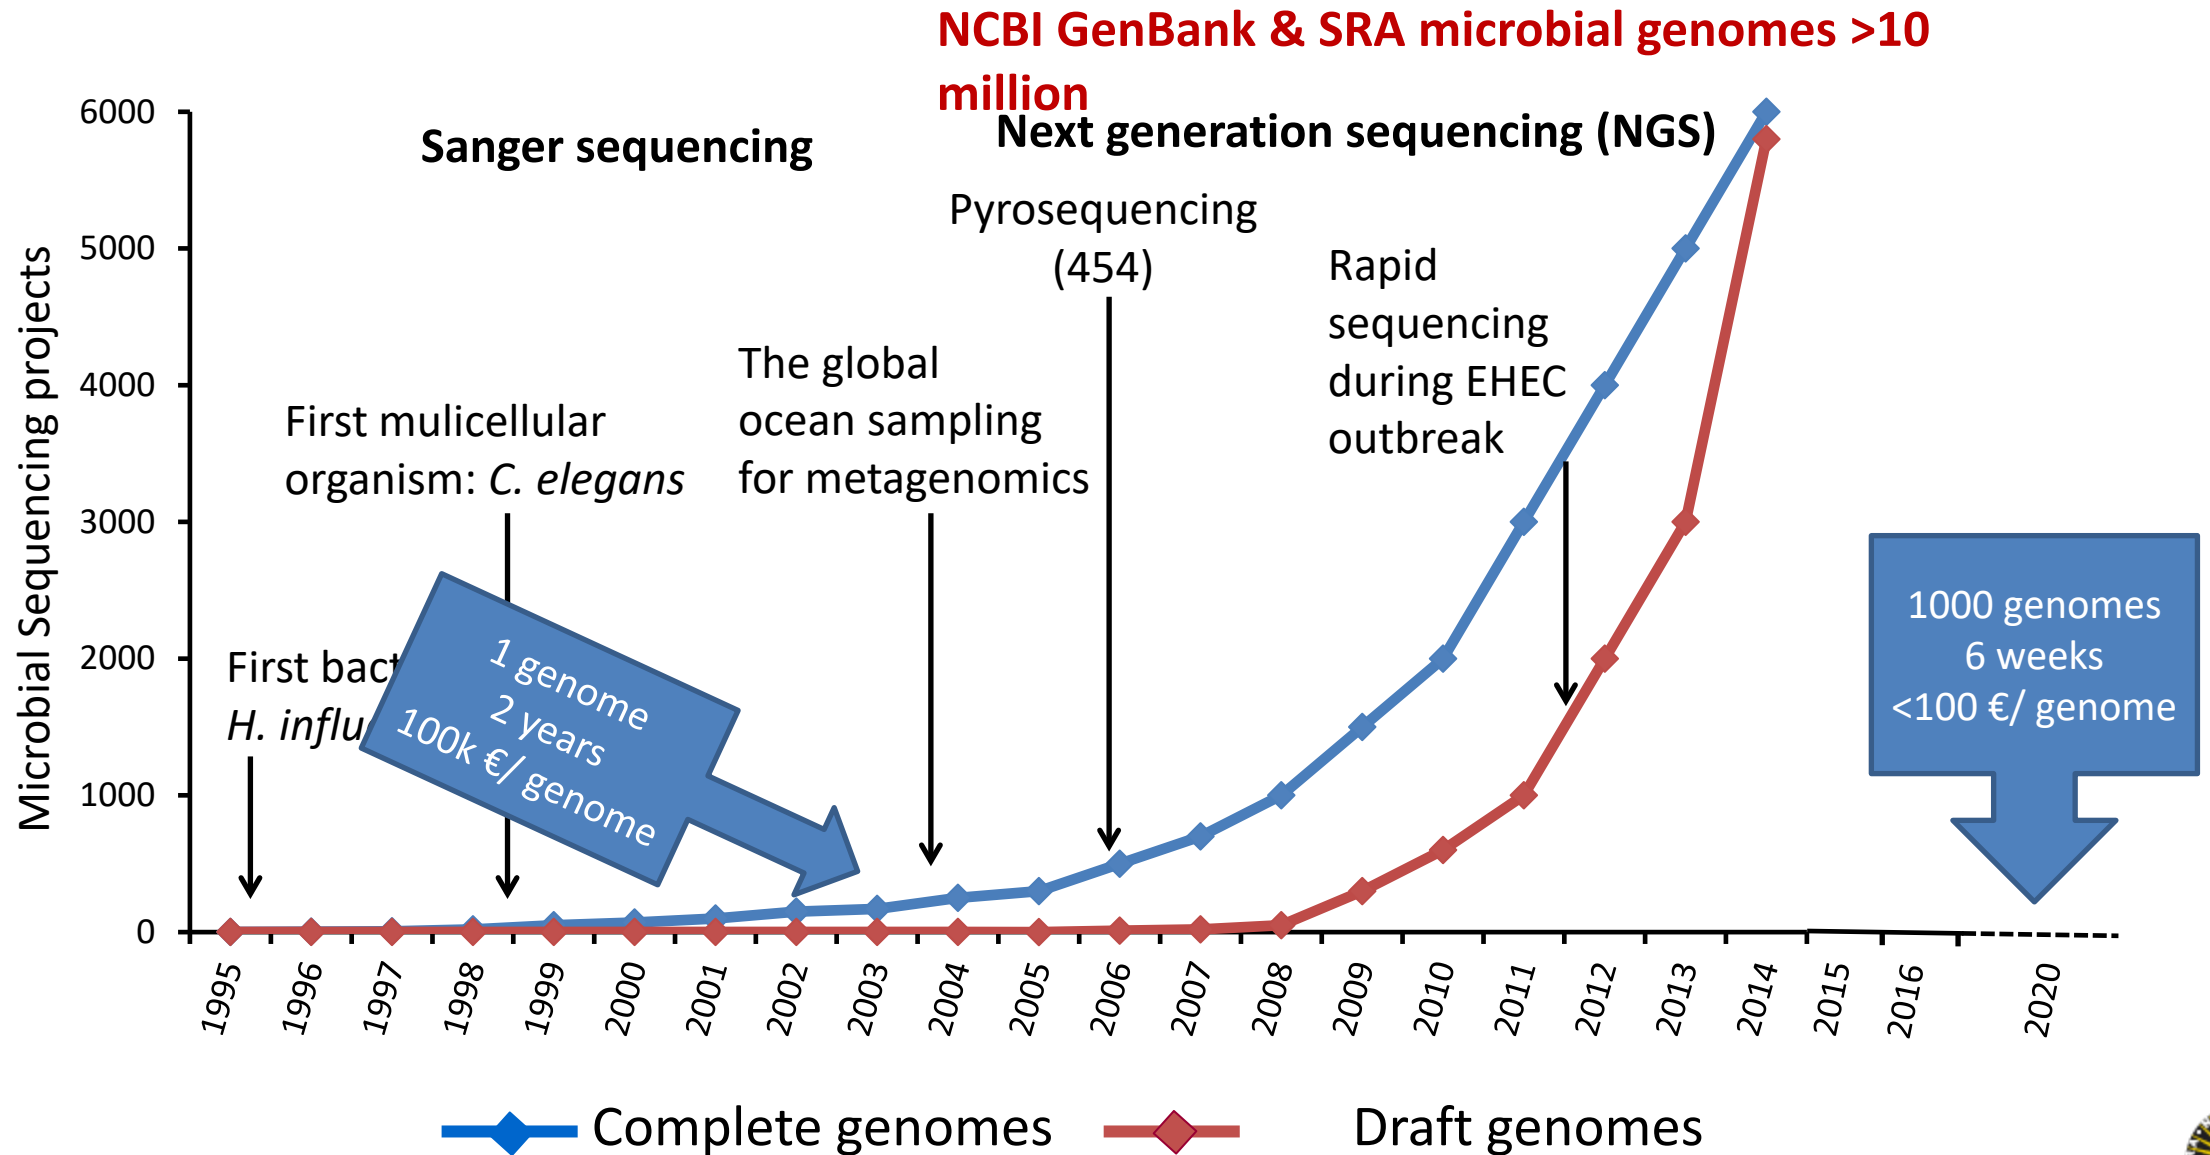 NCBI GenBank & SRA microbial genomes >10
million
Sanger sequencing
Next generation sequencing (NGS)
Pyrosequencing
(454)
Rapid
sequencing
during EHEC
outbreak
The global
ocean sampling
for metagenomics
First mulicellular
organism: C. elegans
First bact
H. influ
1 genome
2 years
100k €/ genome
1000 genomes
6 weeks
<100 €/ genome
Microbial Sequencing projects
6000
5000
4000
3000
2000
1000
0
1995
1996
1997
1998
1999
2000
2001
2002
2003
2004
2005
2006
2007
2008
2009
2010
2011
2012
2013
2014
2015
2016
2020
Complete genomes
Draft genomes